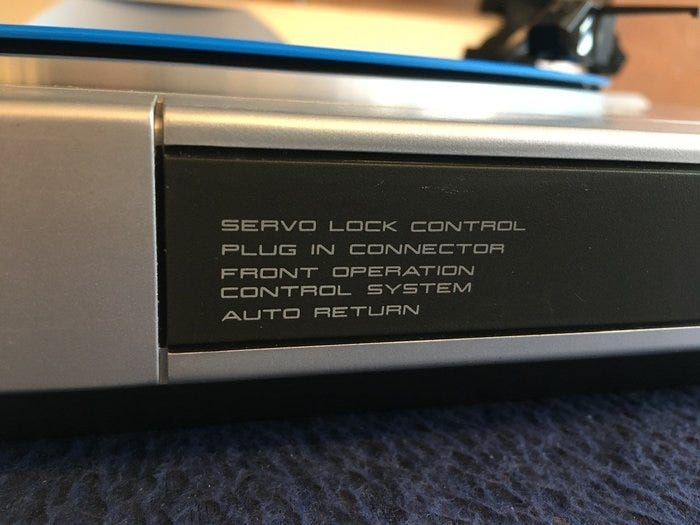 SERVO LOCK CONTROL
PLUG IN CONNECTOR
FRONT OPERATION
CONTROL SYSTEM
AUTO RETURN